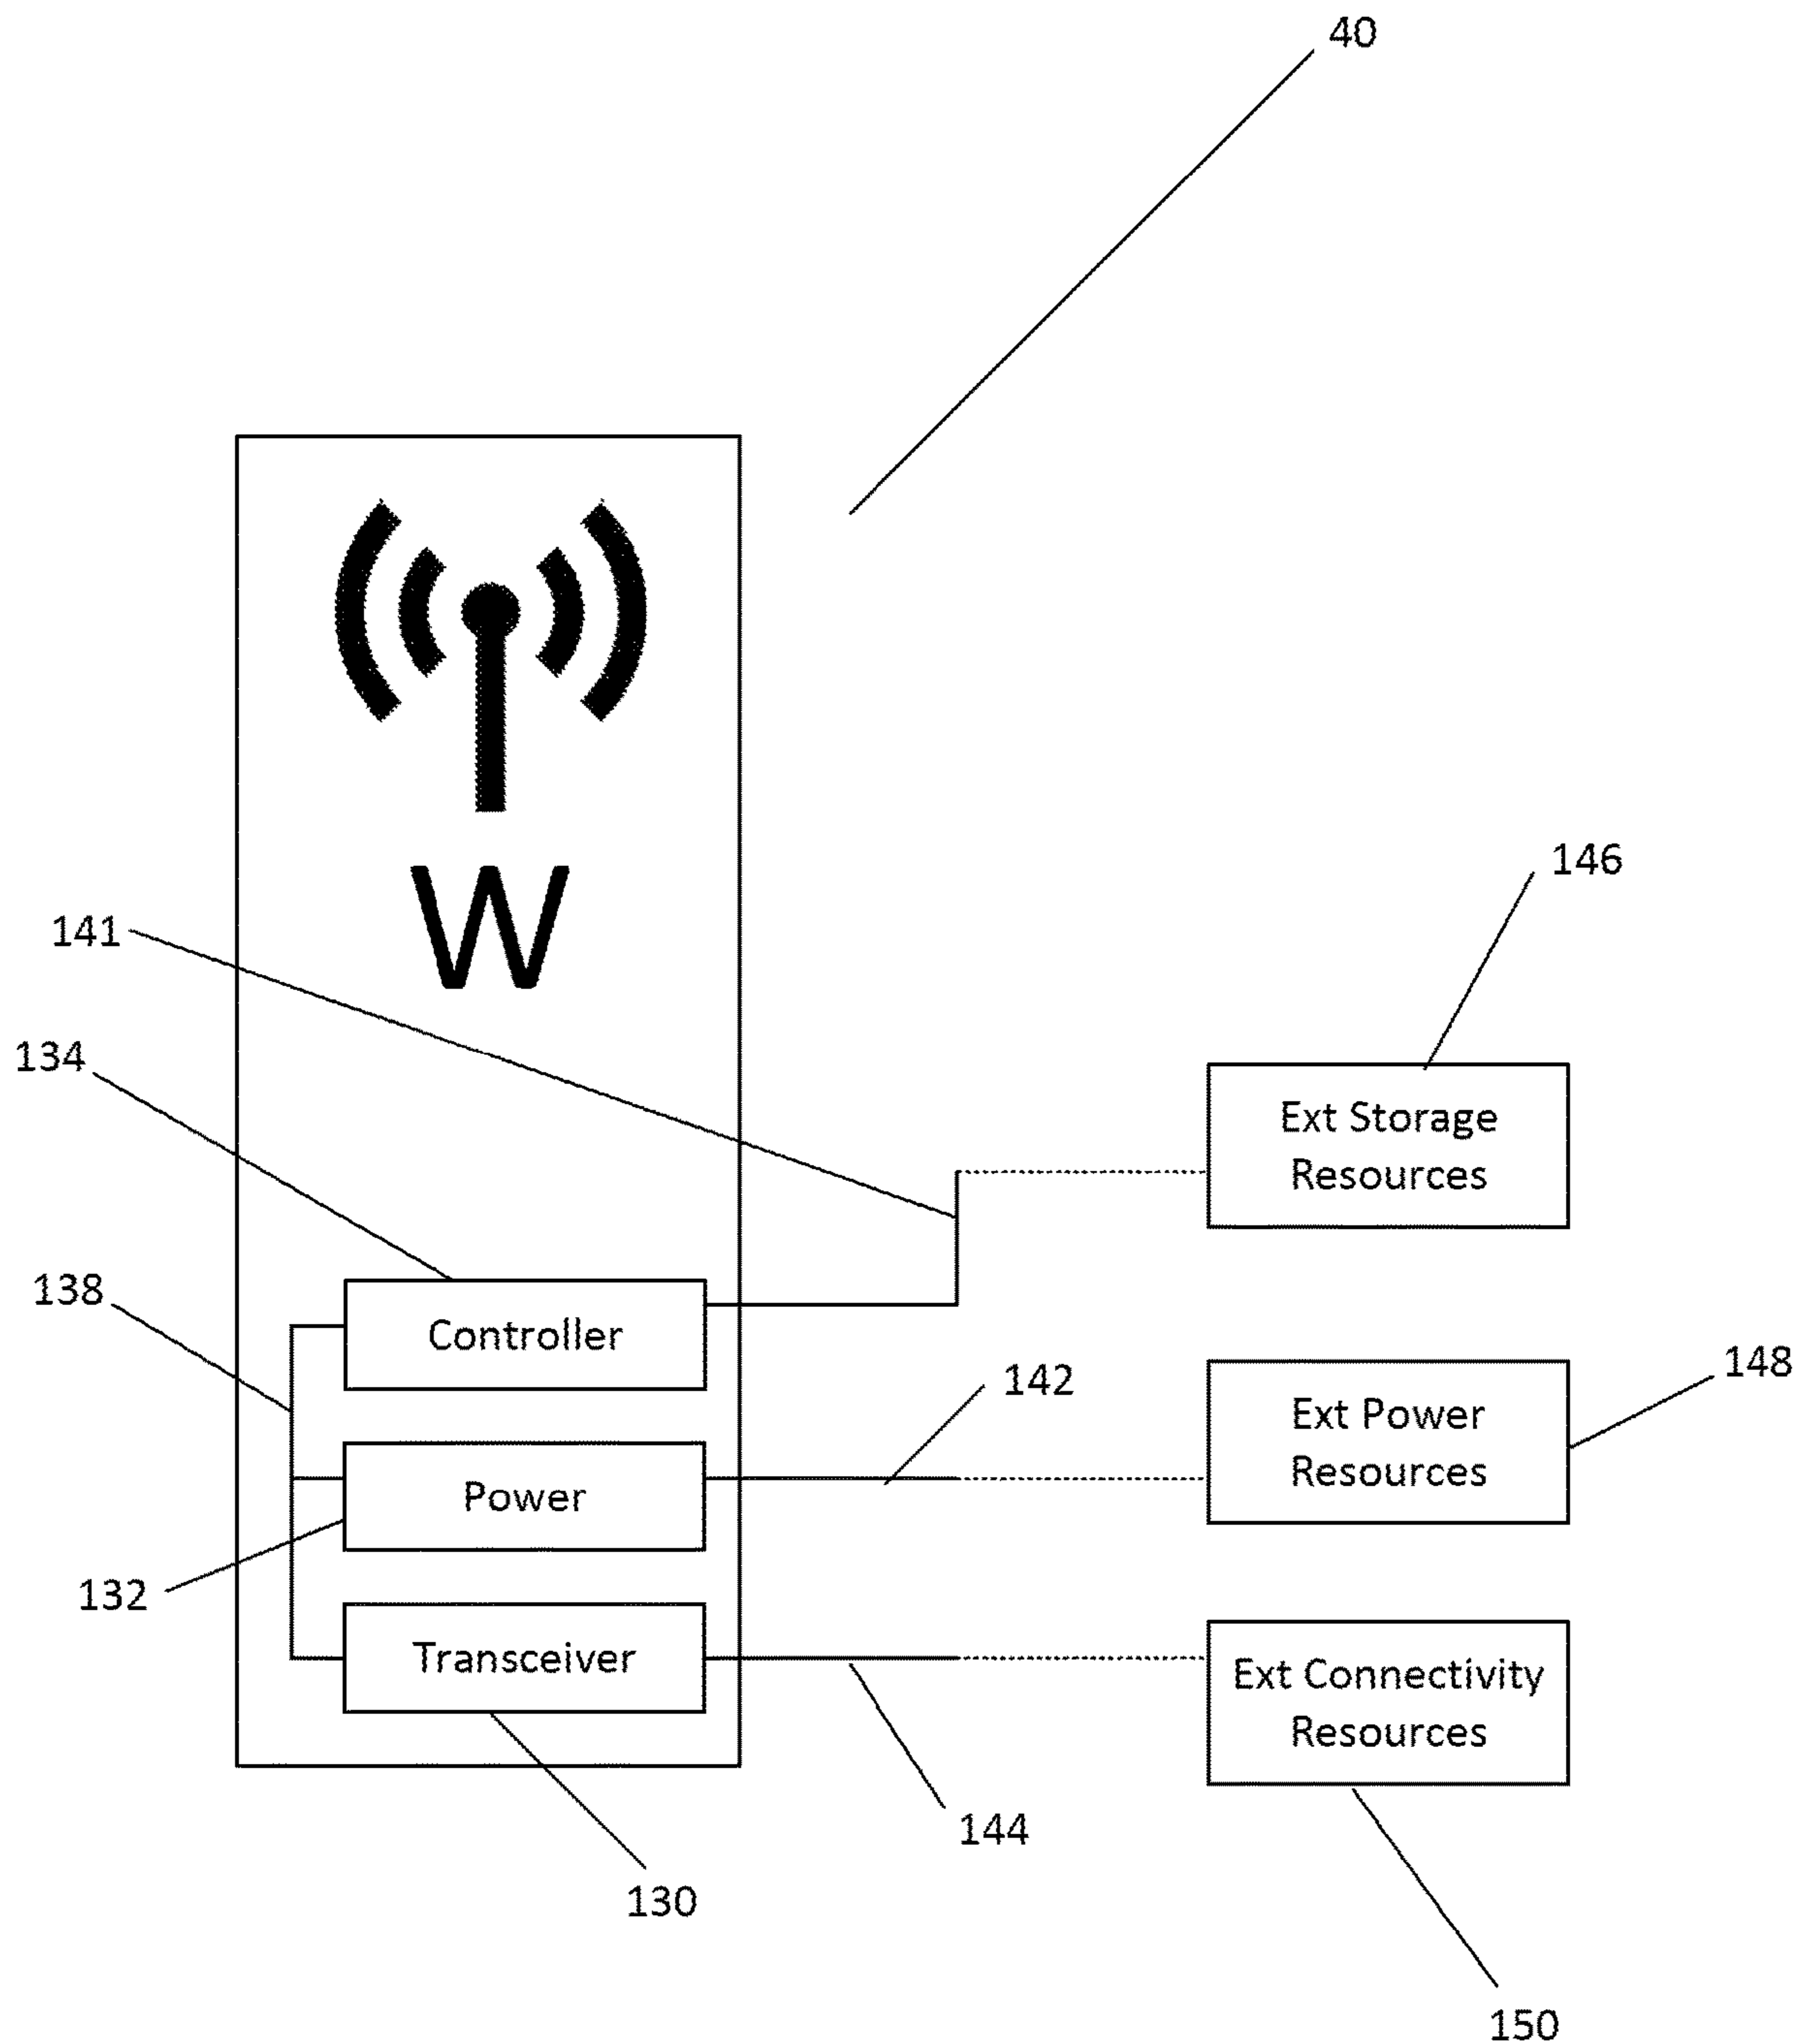 40
W
146
141
134
Ext Storage
Resources
138
Controller
142
148
Ext Power
Resources
Power
132
Transceiver
Ext Connectivity
Resources
144
130
150